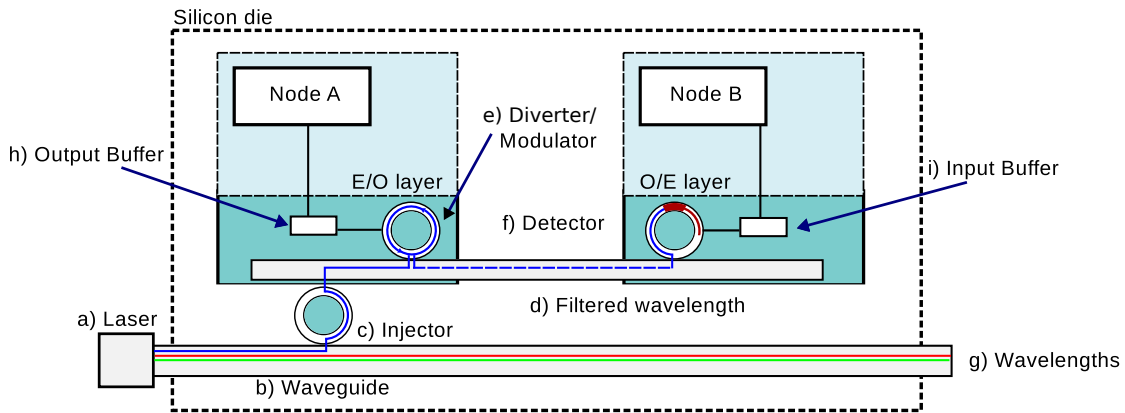 Silicon die
Node A
Node B
e) Diverter/
Modulator
h) Output Buffer
i) Input Buffer
E/O layer
O/E layer
f) Detector
d) Filtered wavelength
a) Laser
c) Injector
g) Wavelengths
b) Waveguide